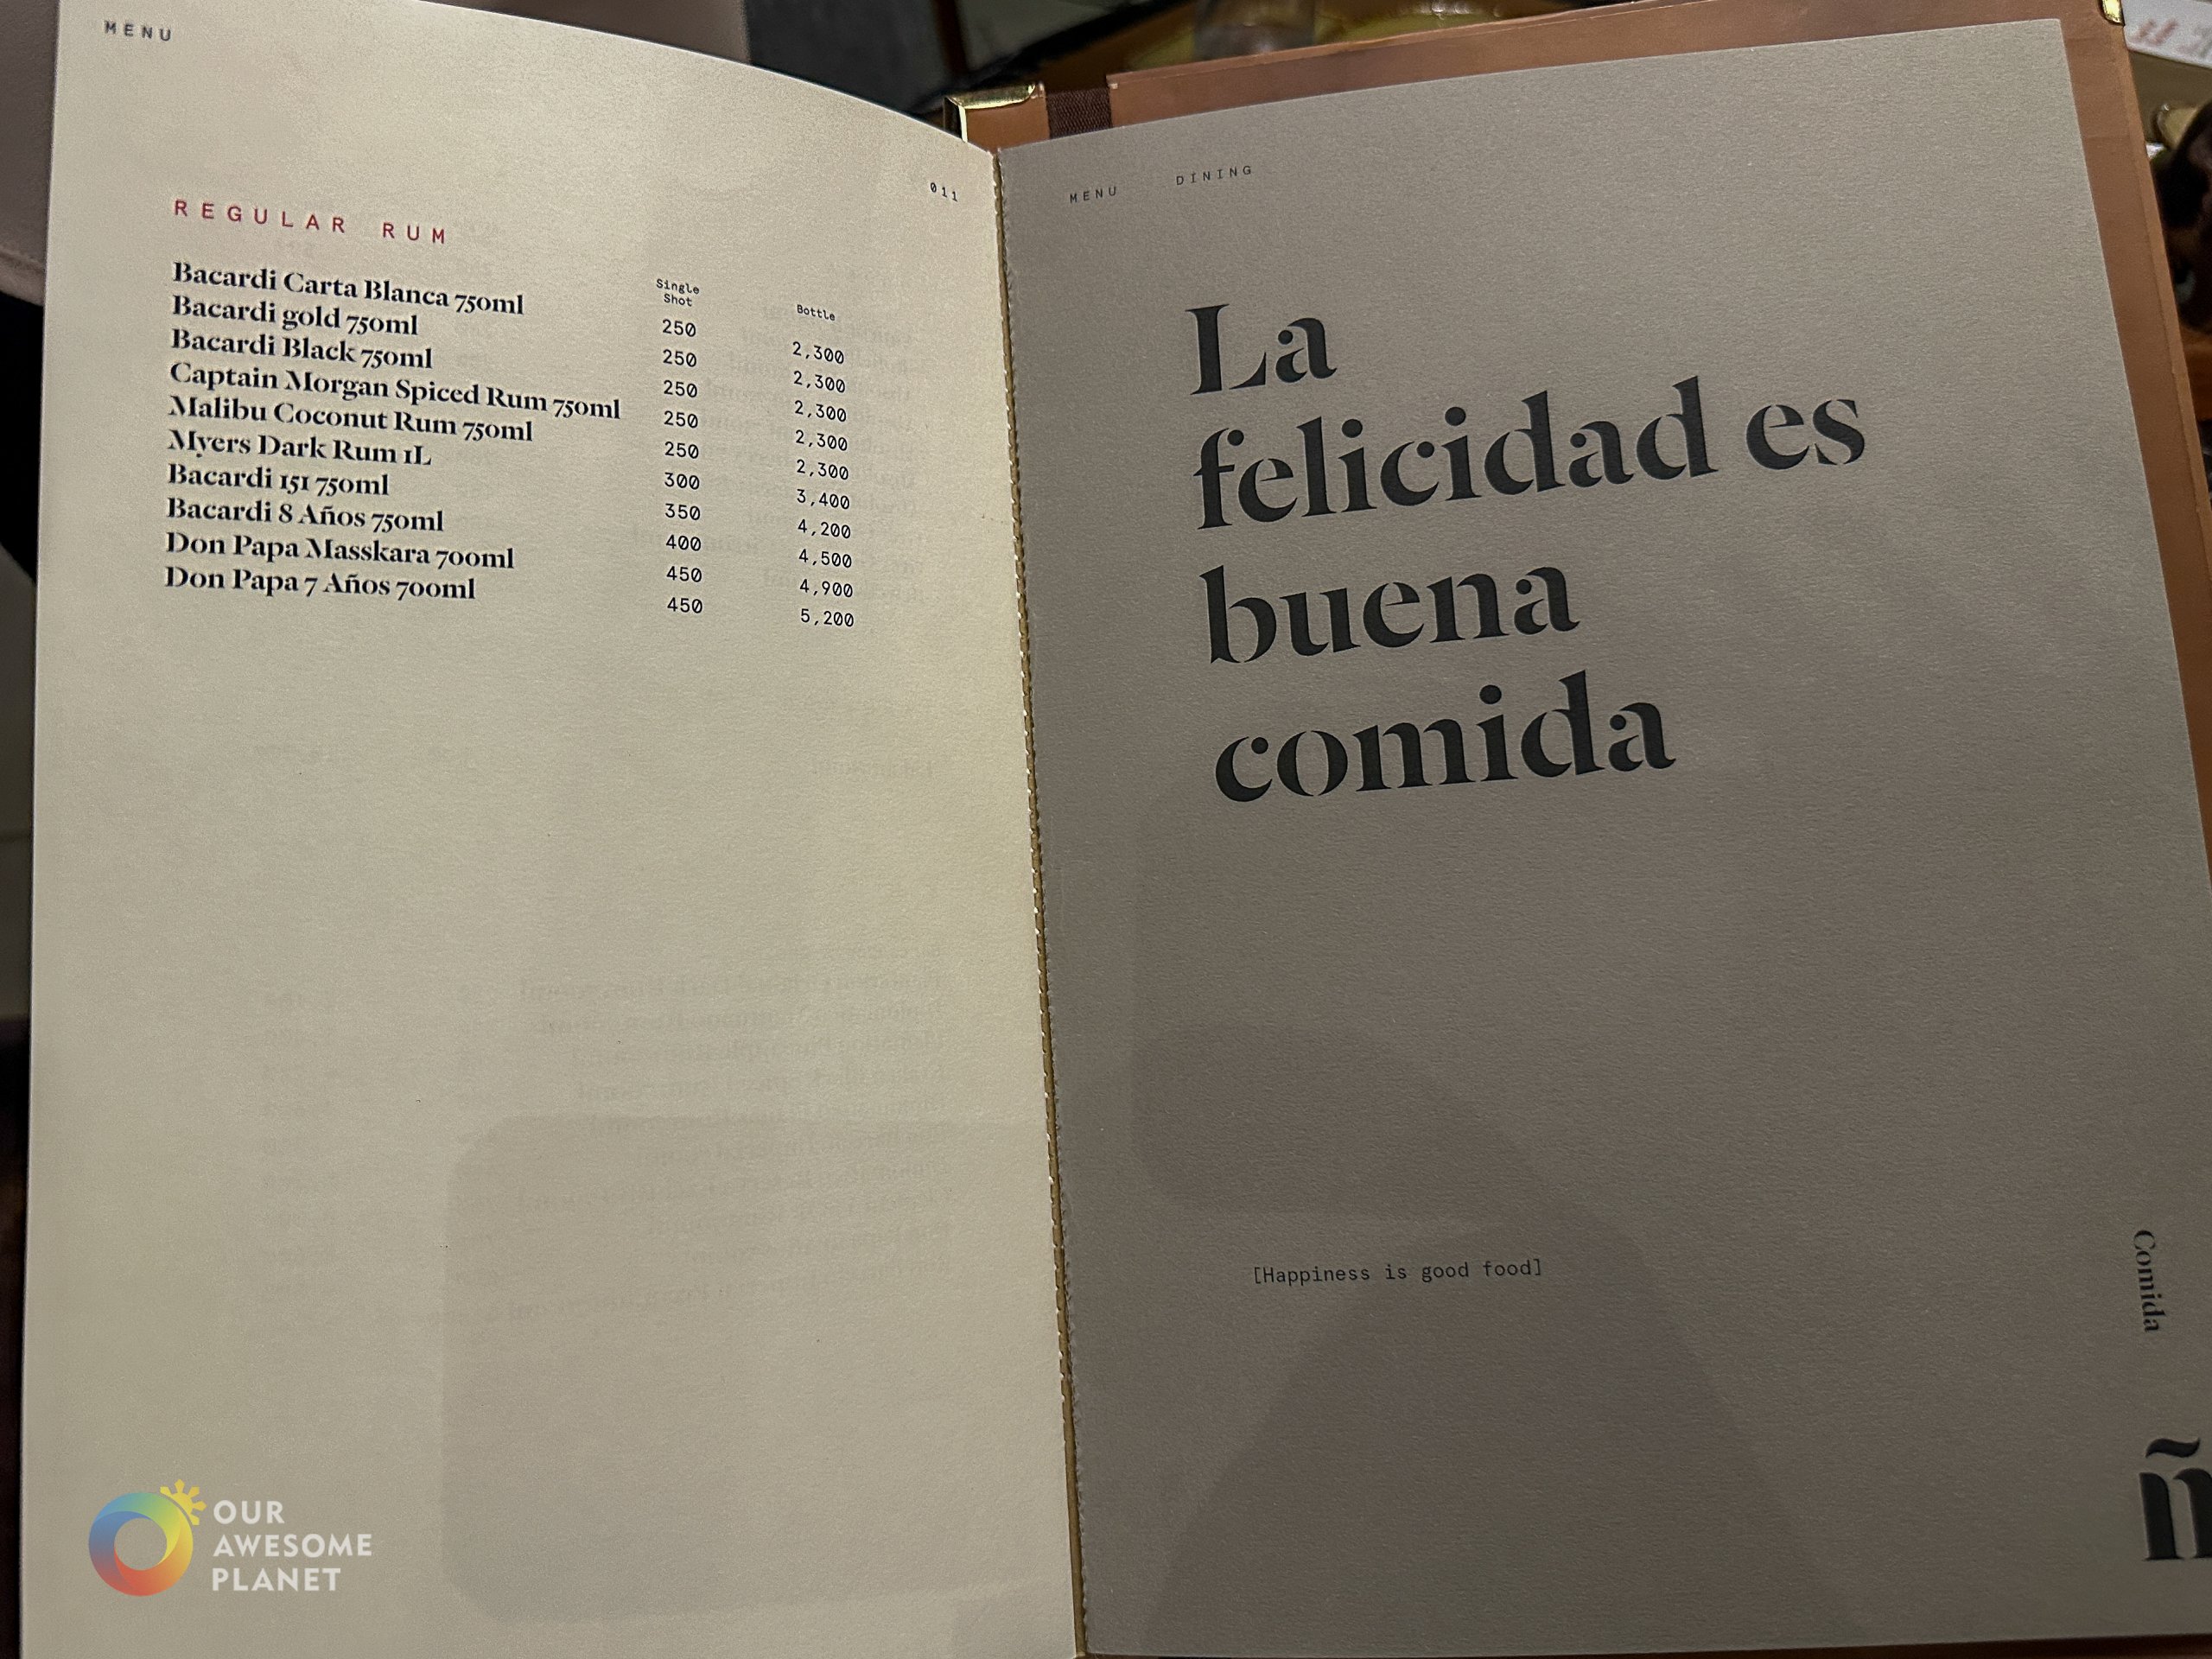 MENU
011
REGULAR RUM
Single Shot Bottle
Bacardi Carta Blanca 750ml 250 2,300
Bacardi gold 750ml 250 2,300
Bacardi Black 750ml 250 2,300
Captain Morgan Spiced Rum 750ml 250 2,300
Malibu Coconut Rum 750ml 250 2,300
Myers Dark Rum 1L 300 3,400
Bacardi 151 750ml 350 4,200
Bacardi 8 Años 750ml 400 4,500
Don Papa Masskara 700ml 450 4,900
Don Papa 7 Años 700ml 450 5,200
OUR
AWESOME
PLANET
MENU DINING
La
felicidad es
buena
comida
[Happiness is good food]
Comida
ñ